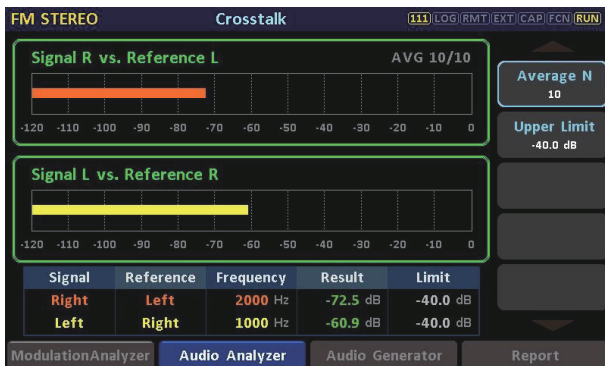 FM STEREO Crosstalk 111 LOG RMT EXT CAP FCN RUN
Signal R vs. Reference L AVG 10/10
-120 -110 -100 -90 -80 -70 -60 -50 -40 -30 -20 -10 0
Average N
10
Upper Limit
-40.0 dB
Signal L vs. Reference R
-120 -110 -100 -90 -80 -70 -60 -50 -40 -30 -20 -10 0
Signal Reference Frequency Result Limit
Right Left 2000 Hz -72.5 dB -40.0 dB
Left Right 1000 Hz -60.9 dB -40.0 dB
ModulationAnalyzer Audio Analyzer Audio Generator Report